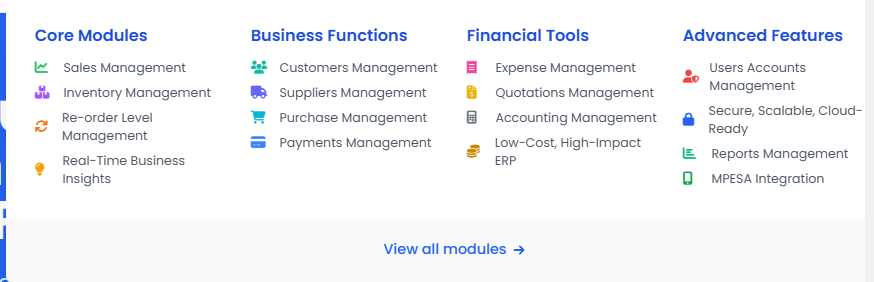 Core Modules
Sales Management
Inventory Management
Re-order Level
Management
Real-Time Business
Insights
Business Functions
Customers Management
Suppliers Management
Purchase Management
Payments Management
Financial Tools
Expense Management
Quotations Management
Accounting Management
Low-Cost, High-Impact
ERP
Advanced Features
Users Accounts
Management
Secure, Scalable, Cloud-
Ready
Reports Management
MPESA Integration
View all modules →